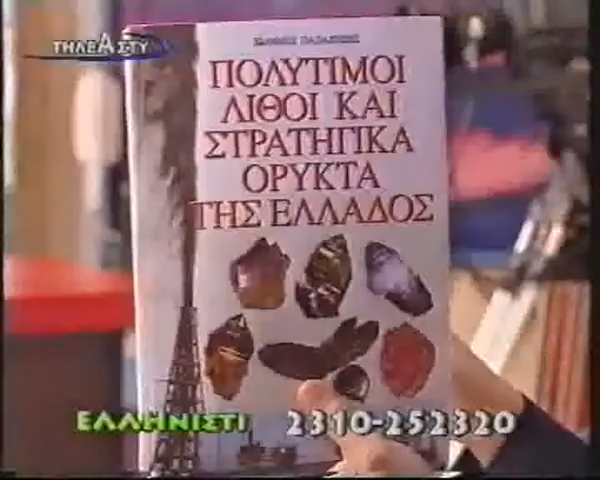 ΤΗΛΕΑΣΤΥ
ΠΟΛΥΤΙΜΟΙ
ΛΙΘΟΙ ΚΑΙ
ΣΤΡΑΤΗΓΙΚΑ
ΟΡΥΚΤΑ
ΤΗΣ ΕΛΛΑΔΟΣ
ΕΛΛΗΝΙΣΤΙ 2310-252320